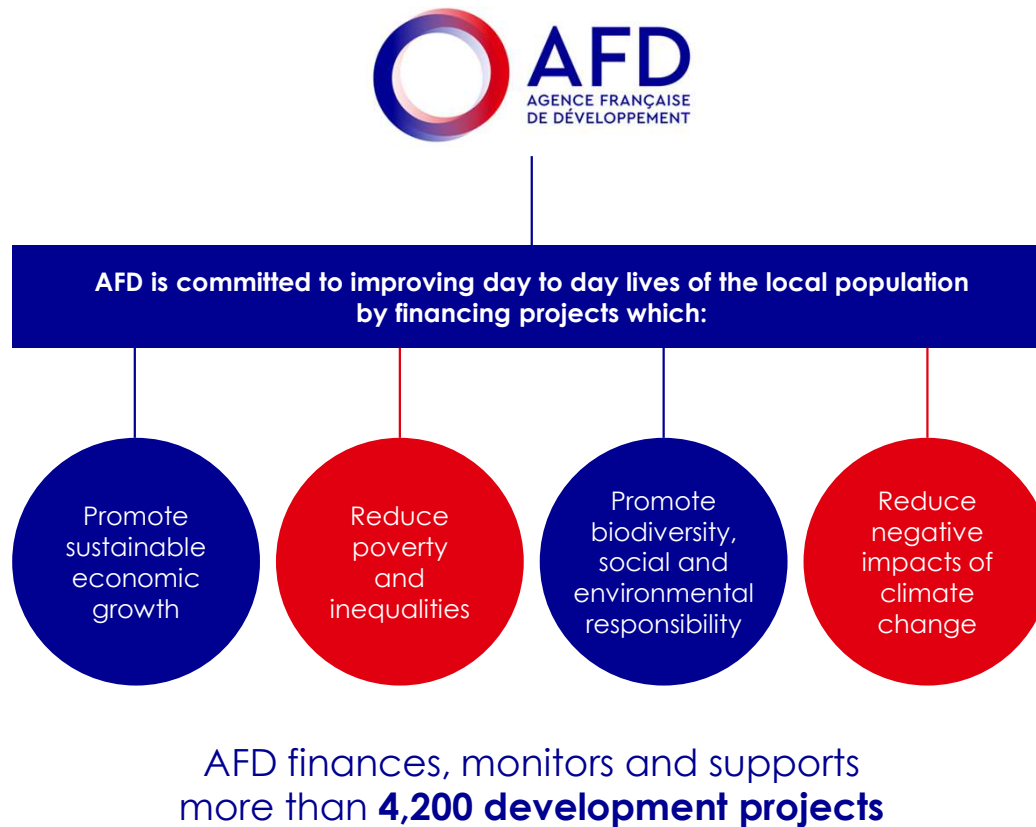 AFD
AGENCE FRANÇAISE
DE DÉVELOPPEMENT
AFD is committed to improving day to day lives of the local population
by financing projects which:
Promote
sustainable
economic
growth
Reduce
poverty
and
inequalities
Promote
biodiversity,
social and
environmental
responsibility
Reduce
negative
impacts of
climate
change
AFD finances, monitors and supports
more than 4,200 development projects